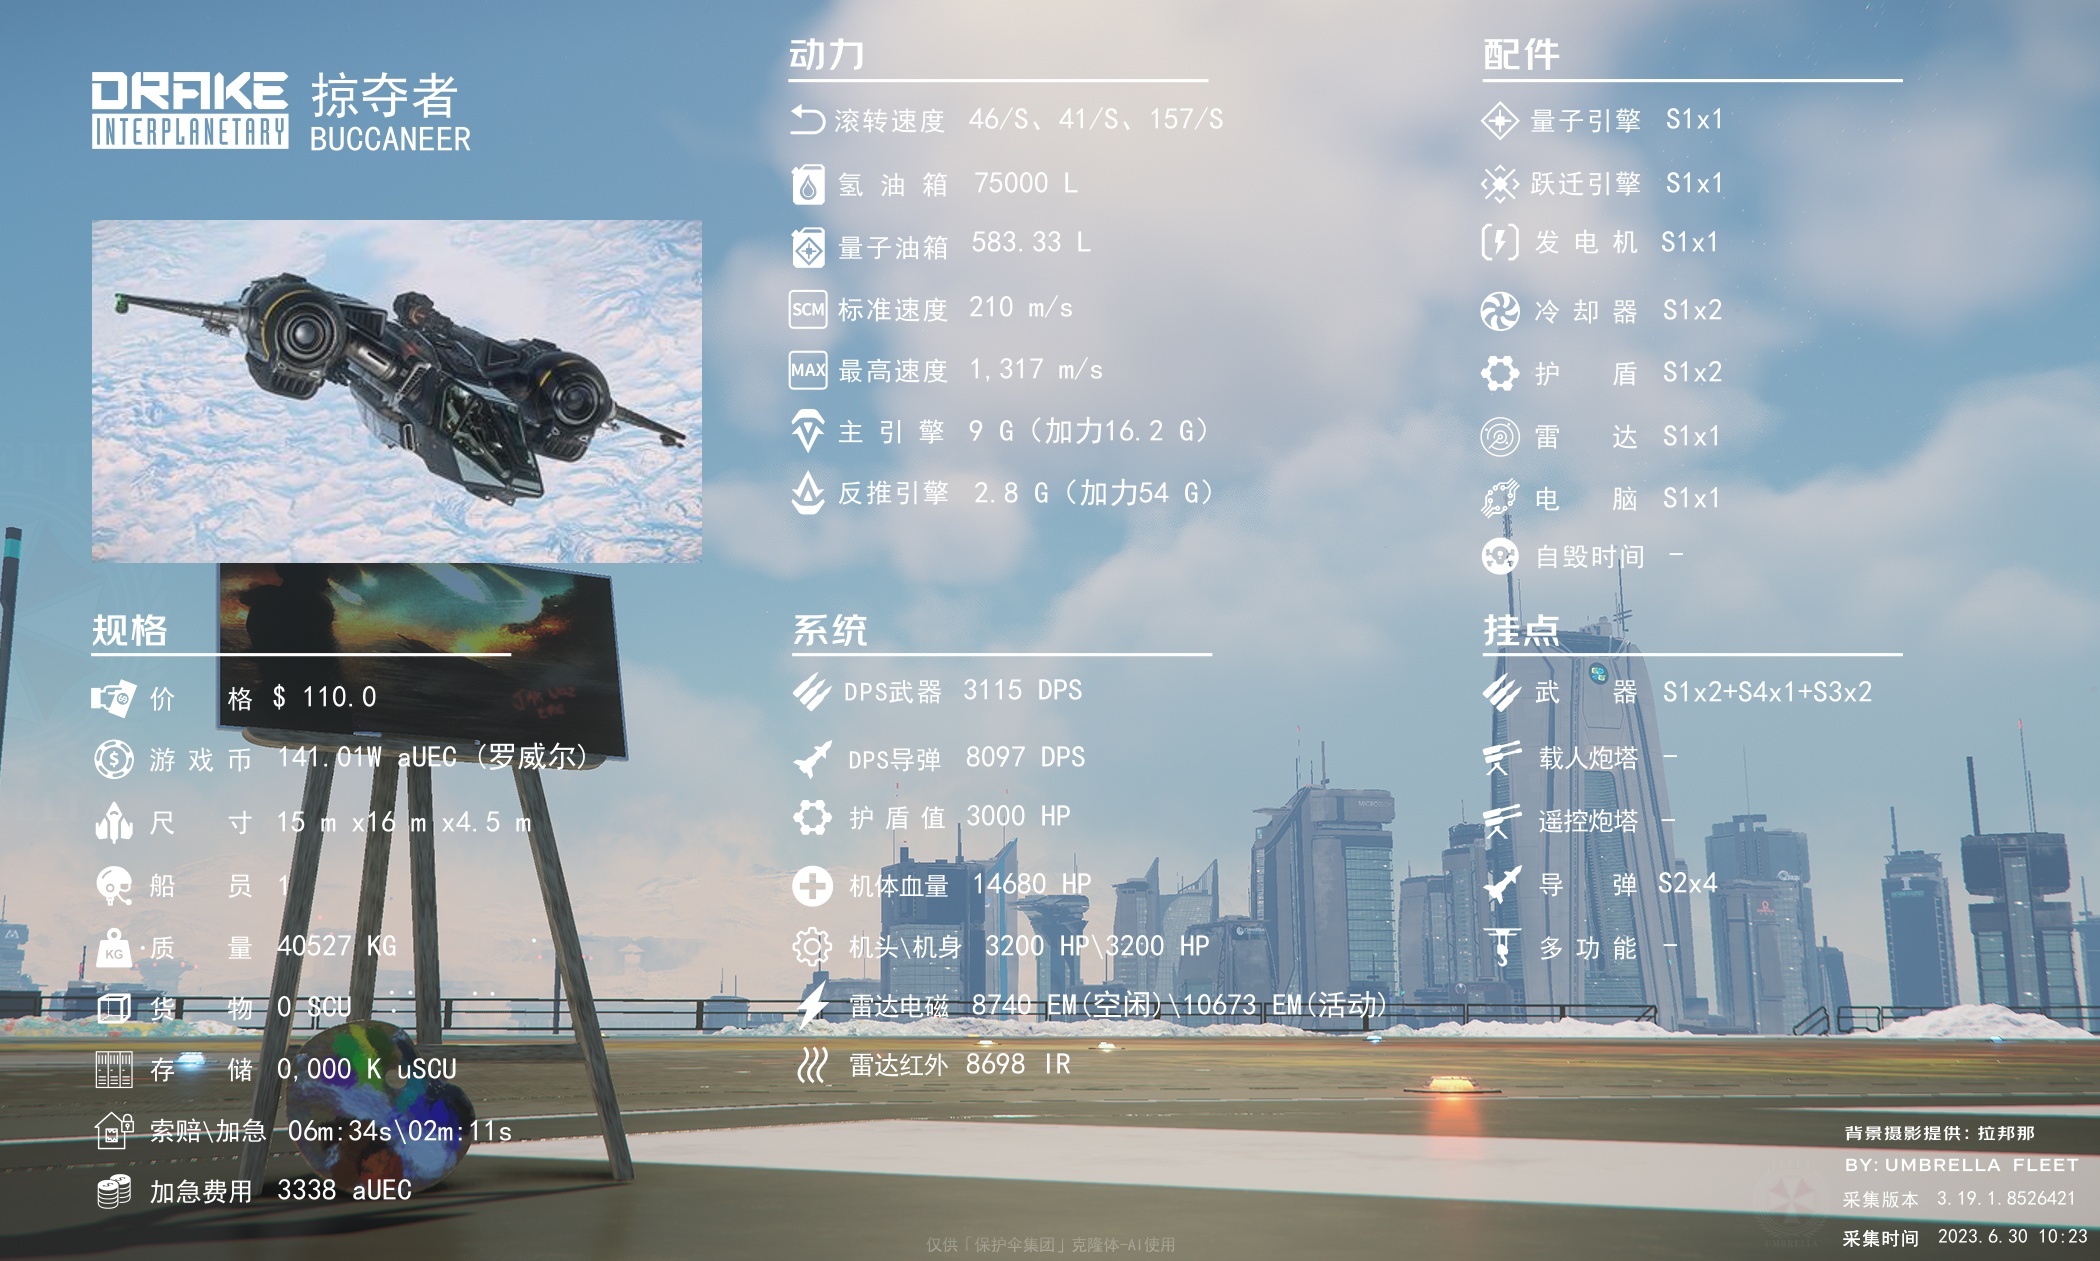 DRAKE
INTERPLANETARY
掠夺者
BUCCANEER
规格
价格 $ 110.0
游戏币 141.01W aUEC (罗威尔)
尺寸 15 m x16 m x4.5 m
船员 1
KG 质量 40527 KG
货物 0 SCU
存储 0,000 K uSCU
索赔\加急 06m:34s\02m:11s
加急费用 3338 aUEC
动力
滚转速度 46/S、41/S、157/S
氢油箱 75000 L
量子油箱 583.33 L
SCM 标准速度 210 m/s
MAX 最高速度 1,317 m/s
主引擎 9 G（加力16.2 G）
反推引擎 2.8 G（加力54 G）
系统
DPS武器 3115 DPS
DPS导弹 8097 DPS
护盾值 3000 HP
机体血量 14680 HP
机头\机身 3200 HP\3200 HP
雷达电磁 8740 EM(空闲)\10673 EM(活动)
雷达红外 8698 IR
配件
量子引擎 S1x1
跃迁引擎 S1x1
发电机 S1x1
冷却器 S1x2
护盾 S1x2
雷达 S1x1
电脑 S1x1
自毁时间 -
挂点
武器 S1x2+S4x1+S3x2
载人炮塔 -
遥控炮塔 -
导弹 S2x4
多功能 -
背景摄影提供：拉邦那
BY: UMBRELLA FLEET
采集版本 3.19.1.8526421
采集时间 2023.6.30 10:23
仅供「保护伞集团」克隆体-AI使用